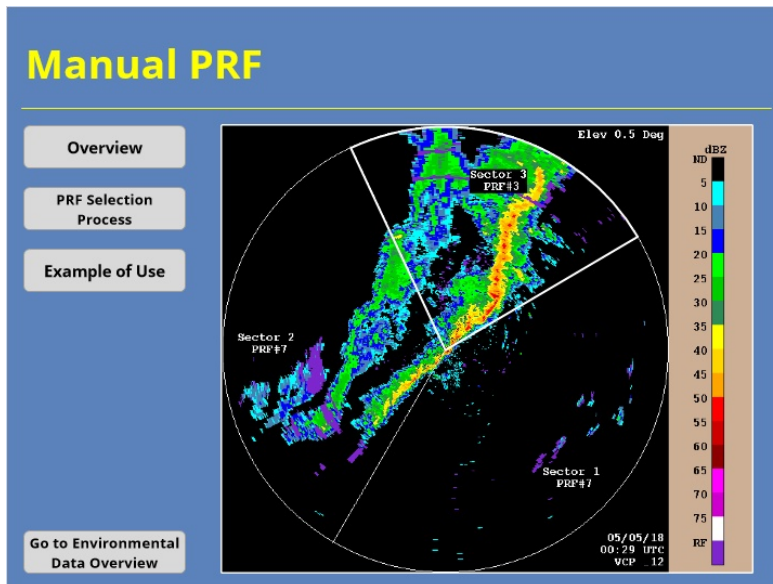 Manual PRF
Overview
PRF Selection
Process
Example of Use
Go to Environmental
Data Overview
Elev 0.5 Deg
Sector 3
PRF#3
Sector 2
PRF#7
Sector 1
PRF#7
05/05/18
00:29 UTC
VCP 12
dBZ
ND
5
10
15
20
25
30
35
40
45
50
55
60
65
70
75
RF